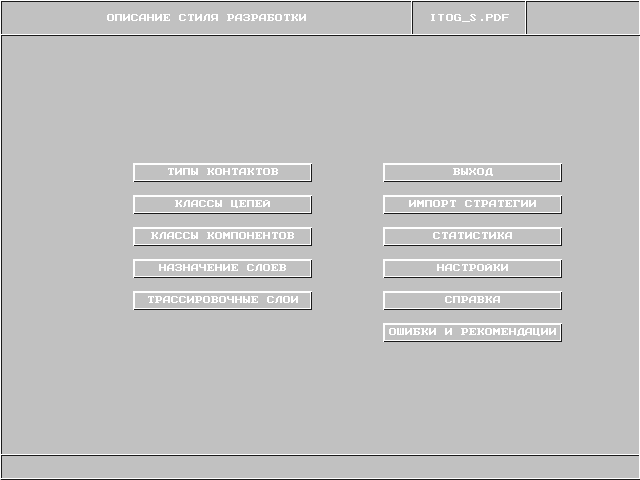 ОПИСАНИЕ СТИЛЯ РАЗРАБОТКИ
ITOG_S.PDF
ТИПЫ КОНТАКТОВ
КЛАССЫ ЦЕПЕЙ
КЛАССЫ КОМПОНЕНТОВ
НАЗНАЧЕНИЕ СЛОЕВ
ТРАССИРОВОЧНЫЕ СЛОИ
ВЫХОД
ИМПОРТ СТРАТЕГИИ
СТАТИСТИКА
НАСТРОЙКИ
СПРАВКА
ОШИБКИ И РЕКОМЕНДАЦИИ